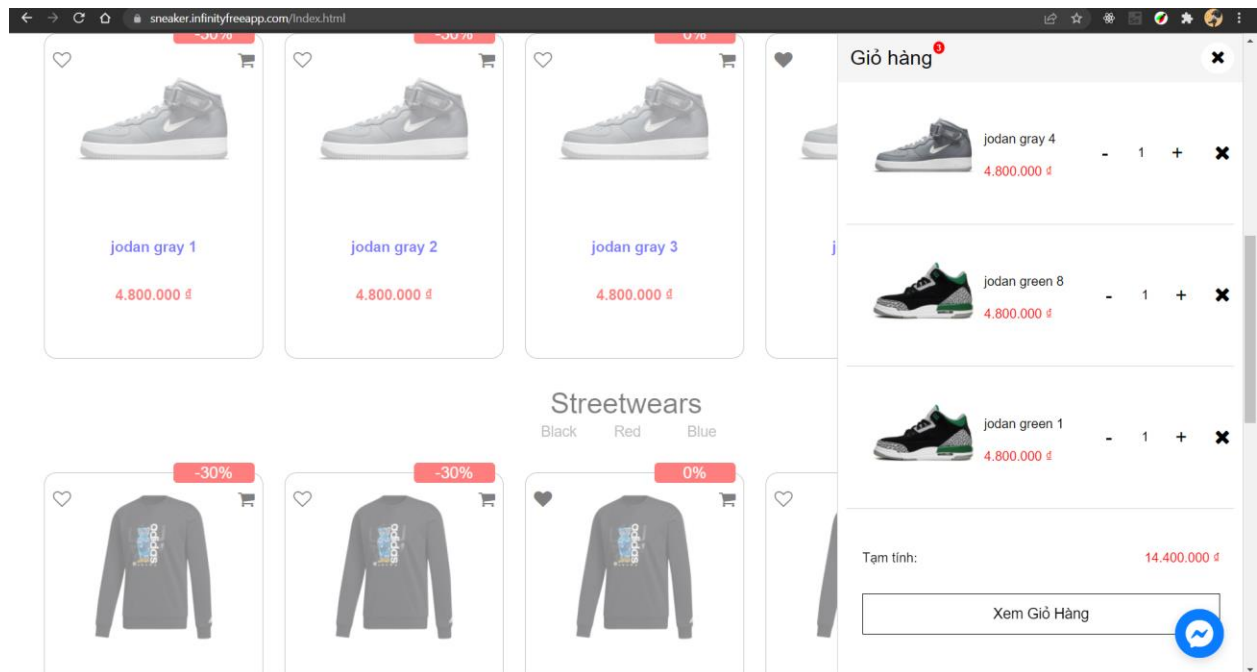 sneaker.infinityfreeapp.com/Index.html
-30%
-30%
0%
jodan gray 1
4.800.000 ₫
jodan gray 2
4.800.000 ₫
jodan gray 3
4.800.000 ₫
j
Streetwears
Black Red Blue
-30%
-30%
0%
adidas
adidas
adidas
Giỏ hàng 3
jodan gray 4
4.800.000 ₫
- 1 +
jodan green 8
4.800.000 ₫
- 1 +
jodan green 1
4.800.000 ₫
- 1 +
Tạm tính: 14.400.000 ₫
Xem Giỏ Hàng